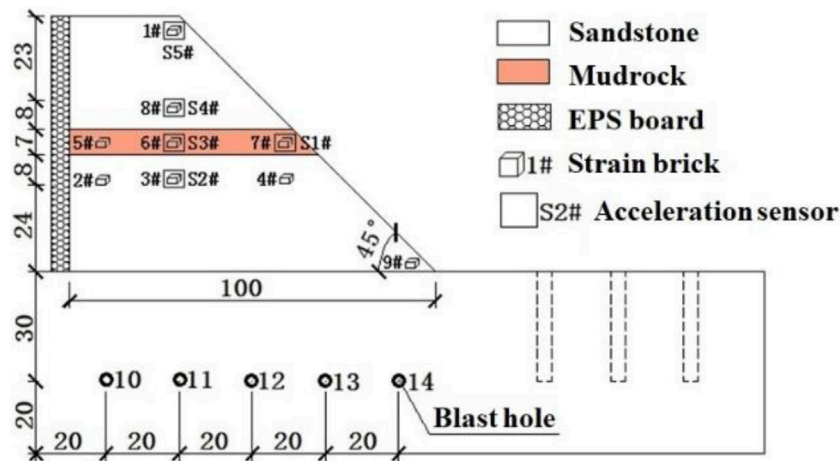 1#
S5#
8# S4#
5# 6# S3# 7# S1#
2# 3# S2# 4#
45°
9#
100
23
8
7
8
24
30
20
10 11 12 13 14
Blast hole
20 20 20 20 20
Sandstone
Mudrock
EPS board
1# Strain brick
S2# Acceleration sensor